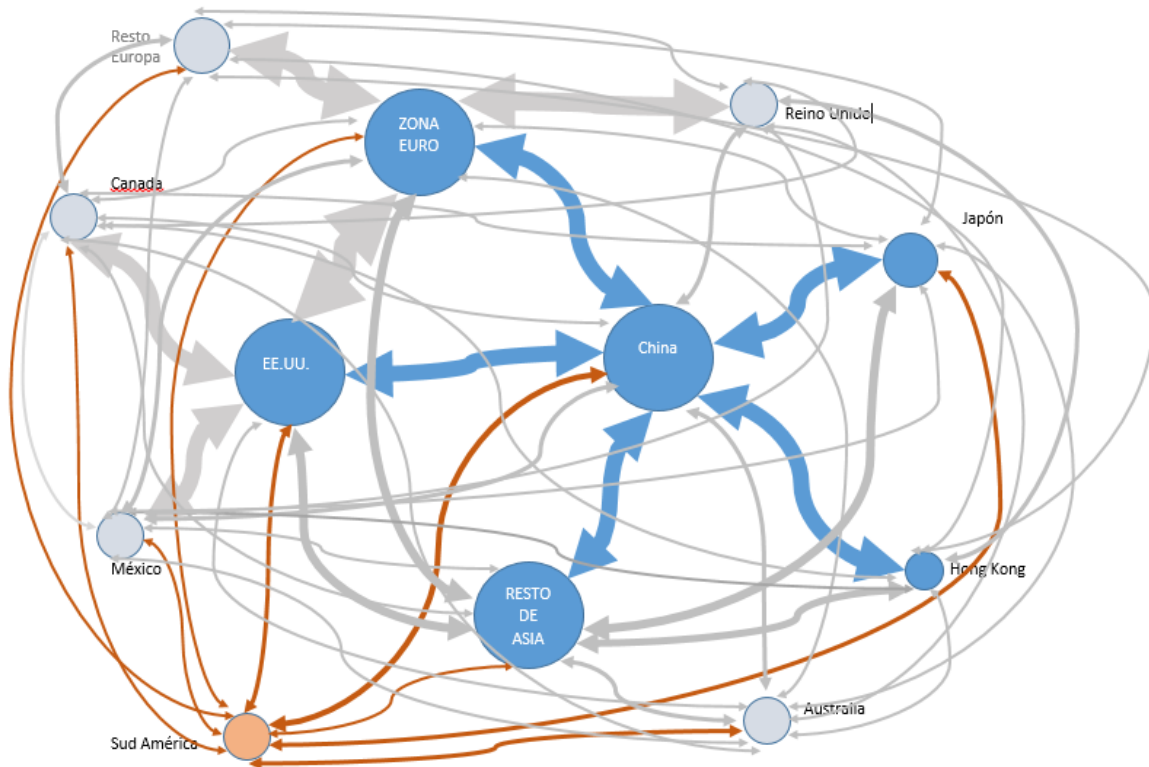 Resto
Europa
ZONA
EURO
Reino Unido
Canada
Japón
China
EE.UU.
México
RESTO
DE
ASIA
Hong Kong
Australia
Sud América